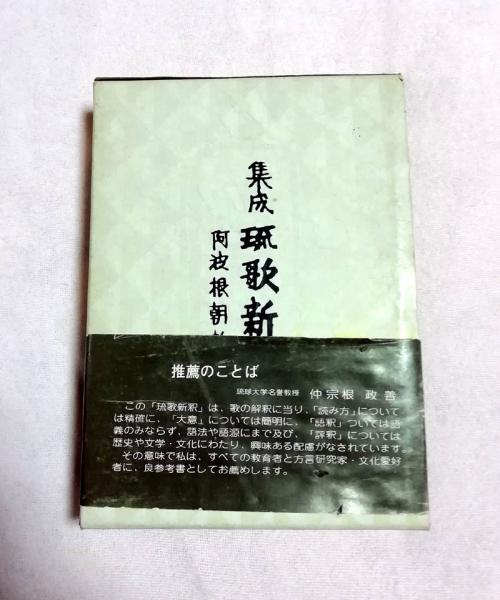 集成
琉歌新
阿波根朝
推薦のことば
琉球大学名誉教授 仲宗根 政善
この「琉歌新釈」は、歌の解釈に当り、「読み方」について
は精確に、「大意」については簡明に、「語釈」ついては語
義のみならず、語法や語源にまで及び、「評釈」については
歴史や文学・文化にわたり、興味ある配慮がなされています。
その意味で私は、すべての教育者と方言研究家・文化愛好
者に、良参考書としてお薦めします。